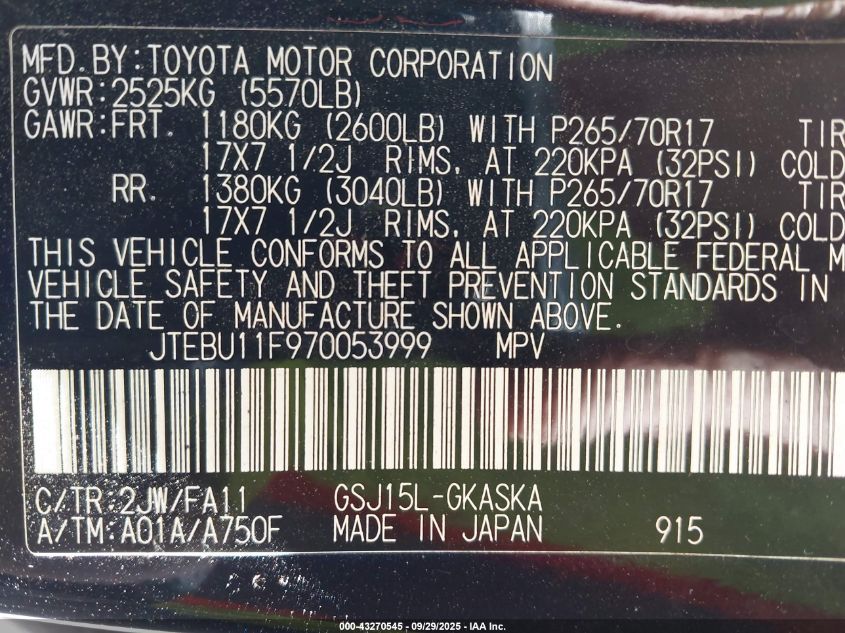 MFD.BY:TOYOTA MOTOR CORPORATION
GVWR:2525KG (5570LB)
GAWR:FRT. 1180KG (2600LB) WITH P265/70R17 TIR
17X7 1/2J RIMS, AT 220KPA (32PSI) COLD
RR. 1380KG (3040LB) WITH P265/70R17 TIR
17X7 1/2J RIMS, AT 220KPA (32PSI) COLD
THIS VEHICLE CONFORMS TO ALL APPLICABLE FEDERAL M
VEHICLE SAFETY AND THEFT PREVENTION STANDARDS IN
THE DATE OF MANUFACTURE SHOWN ABOVE.
JTEBU11F970053999 MPV
C/TR:2JW/FA11 GSJ15L-GKASKA
A/TM:A01A/A750F MADE IN JAPAN 915
000-43270545 - 09/29/2025 - IAA Inc.